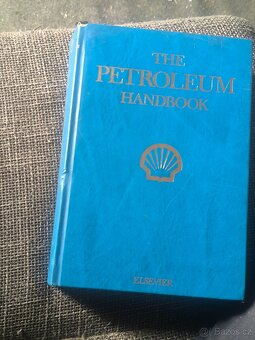 THE
PETROLEUM
HANDBOOK
ELSEVIER
Bazos.cz